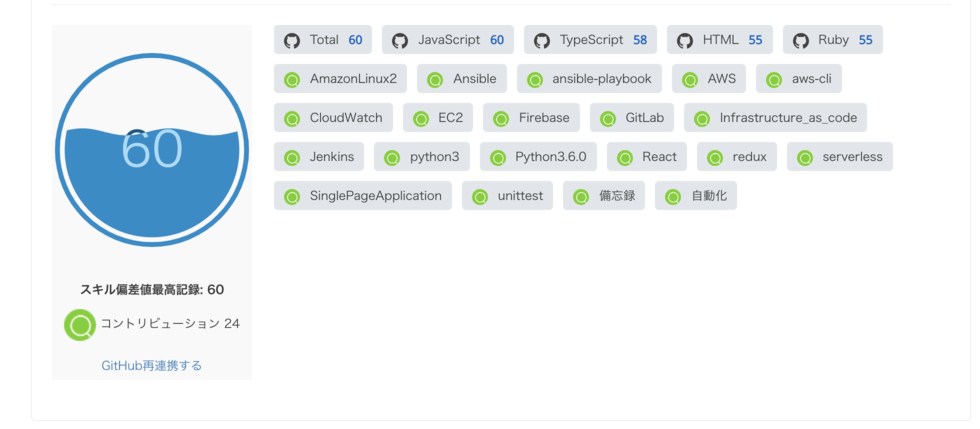 60
スキル偏差値最高記録: 60
コントリビューション 24
GitHub再連携する
Total 60 JavaScript 60 TypeScript 58 HTML 55 Ruby 55
AmazonLinux2 Ansible ansible-playbook AWS aws-cli
CloudWatch EC2 Firebase GitLab Infrastructure_as_code
Jenkins python3 Python3.6.0 React redux serverless
SinglePageApplication unittest 備忘録 自動化